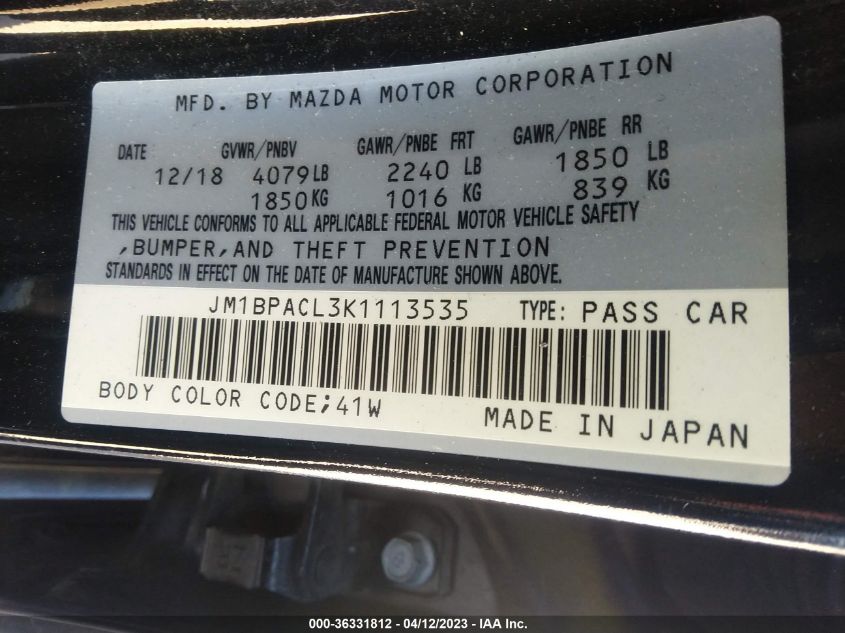 MFD. BY MAZDA MOTOR CORPORATION
DATE GVWR/PNBV GAWR/PNBE FRT GAWR/PNBE RR
12/18 4079LB 2240 LB 1850 LB
1850KG 1016 KG 839 KG
THIS VEHICLE CONFORMS TO ALL APPLICABLE FEDERAL MOTOR VEHICLE SAFETY
,BUMPER,AND THEFT PREVENTION
STANDARDS IN EFFECT ON THE DATE OF MANUFACTURE SHOWN ABOVE.
JM1BPACL3K1113535 TYPE: PASS CAR
BODY COLOR CODE;41W MADE IN JAPAN
000-36331812 - 04/12/2023 - IAA Inc.